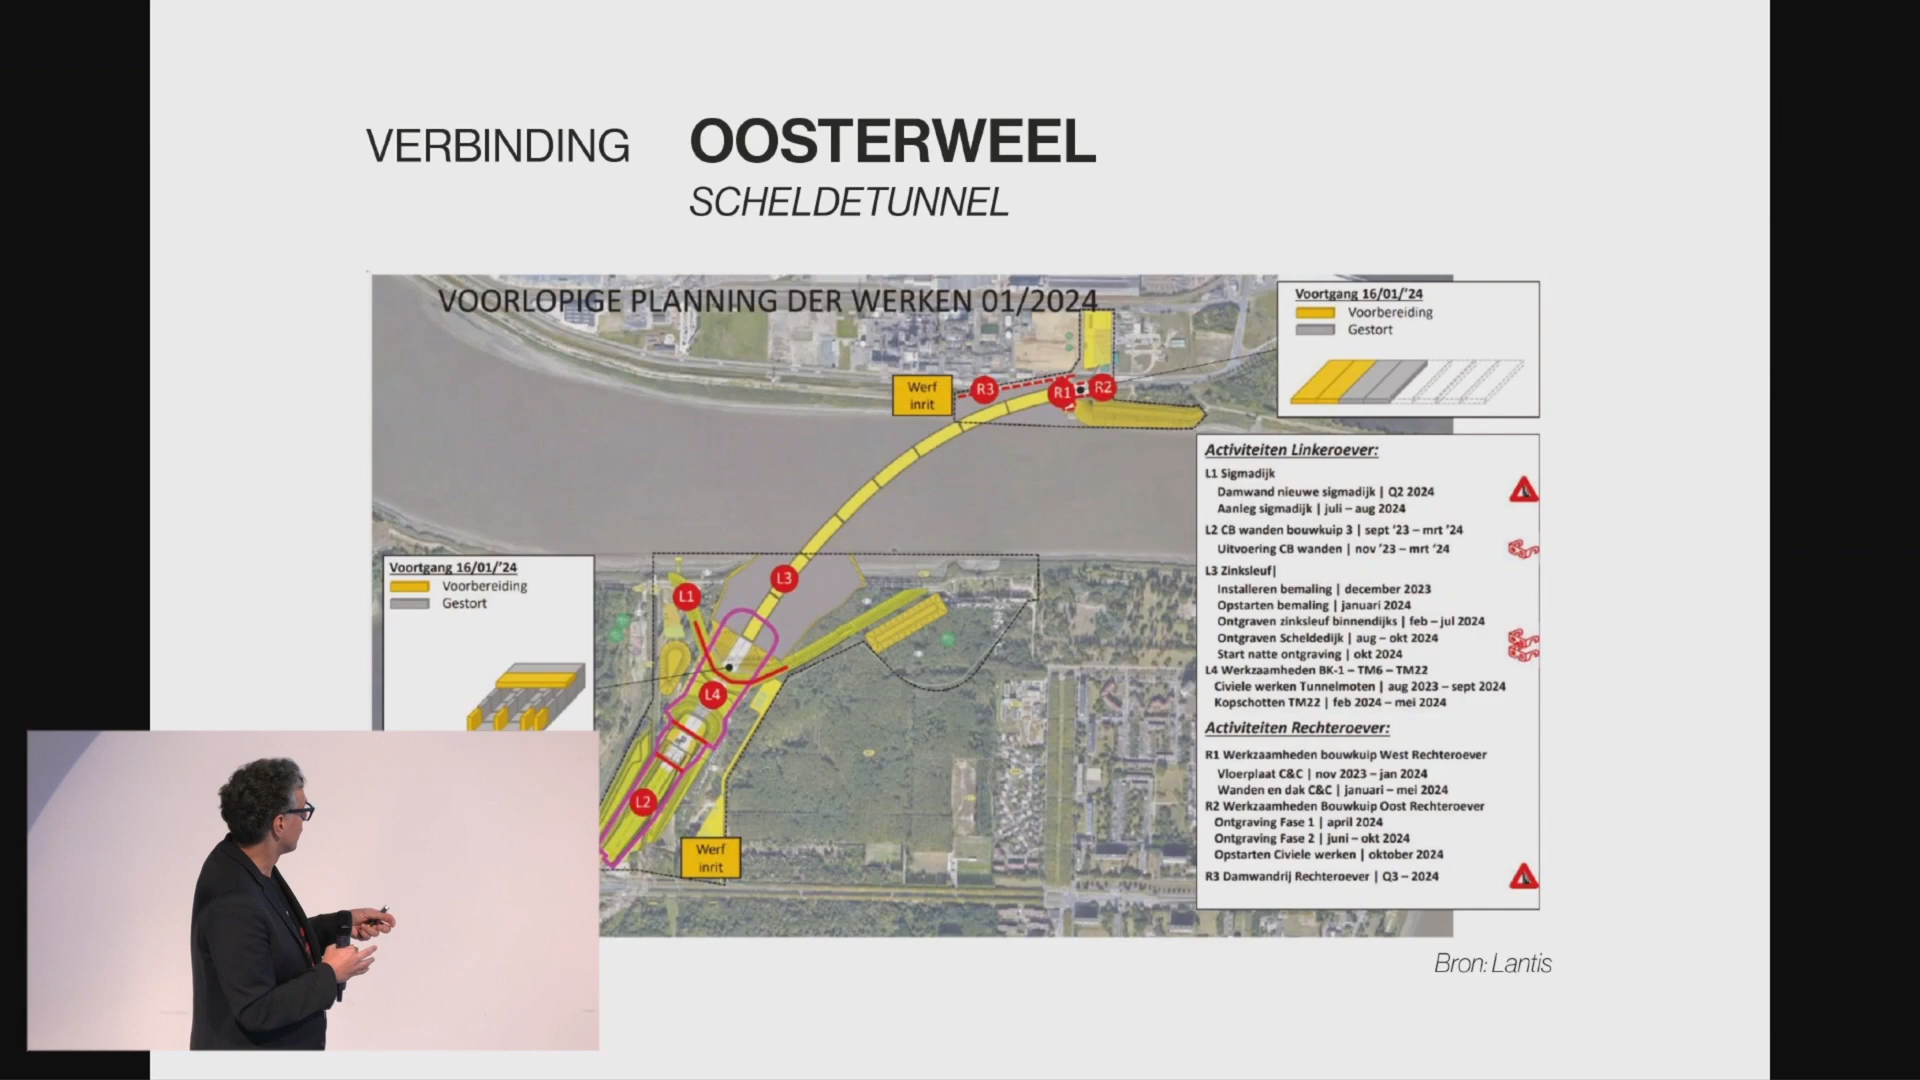 VERBINDING OOSTERWEEL
SCHELDETUNNEL
VOORLOPIGE PLANNING DER WERKEN 01/2024
Voortgang 16/01/'24
Voorbereiding
Gestort
Werf
inrit
R3
R1
R2
Activiteiten Linkeroever:
L1 Sigmadijk
Damwand nieuwe sigmadijk | Q2 2024
Aanleg sigmadijk | juli – aug 2024
L2 CB wanden bouwkuip 3 | sept '23 – mrt '24
Uitvoering CB wanden | nov '23 – mrt '24
L3 Zinksleuf|
Installeren bemaling | december 2023
Opstarten bemaling | januari 2024
Ontgraven zinksleuf binnendijks | feb – jul 2024
Ontgraven Scheldedijk | aug – okt 2024
Start natte ontgraving | okt 2024
L4 Werkzaamheden BK-1 – TM6 – TM22
Civiele werken Tunnelmoten | aug 2023 – sept 2024
Kopschotten TM22 | feb 2024 – mei 2024
Activiteiten Rechteroever:
R1 Werkzaamheden bouwkuip West Rechteroever
Vloerplaat C&C | nov 2023 – jan 2024
Wanden en dak C&C | januari – mei 2024
R2 Werkzaamheden Bouwkuip Oost Rechteroever
Ontgraving Fase 1 | april 2024
Ontgraving Fase 2 | juni – okt 2024
Opstarten Civiele werken | oktober 2024
R3 Damwandrij Rechteroever | Q3 – 2024
Voortgang 16/01/'24
Voorbereiding
Gestort
L3
L1
L4
L2
Werf
inrit
Bron: Lantis